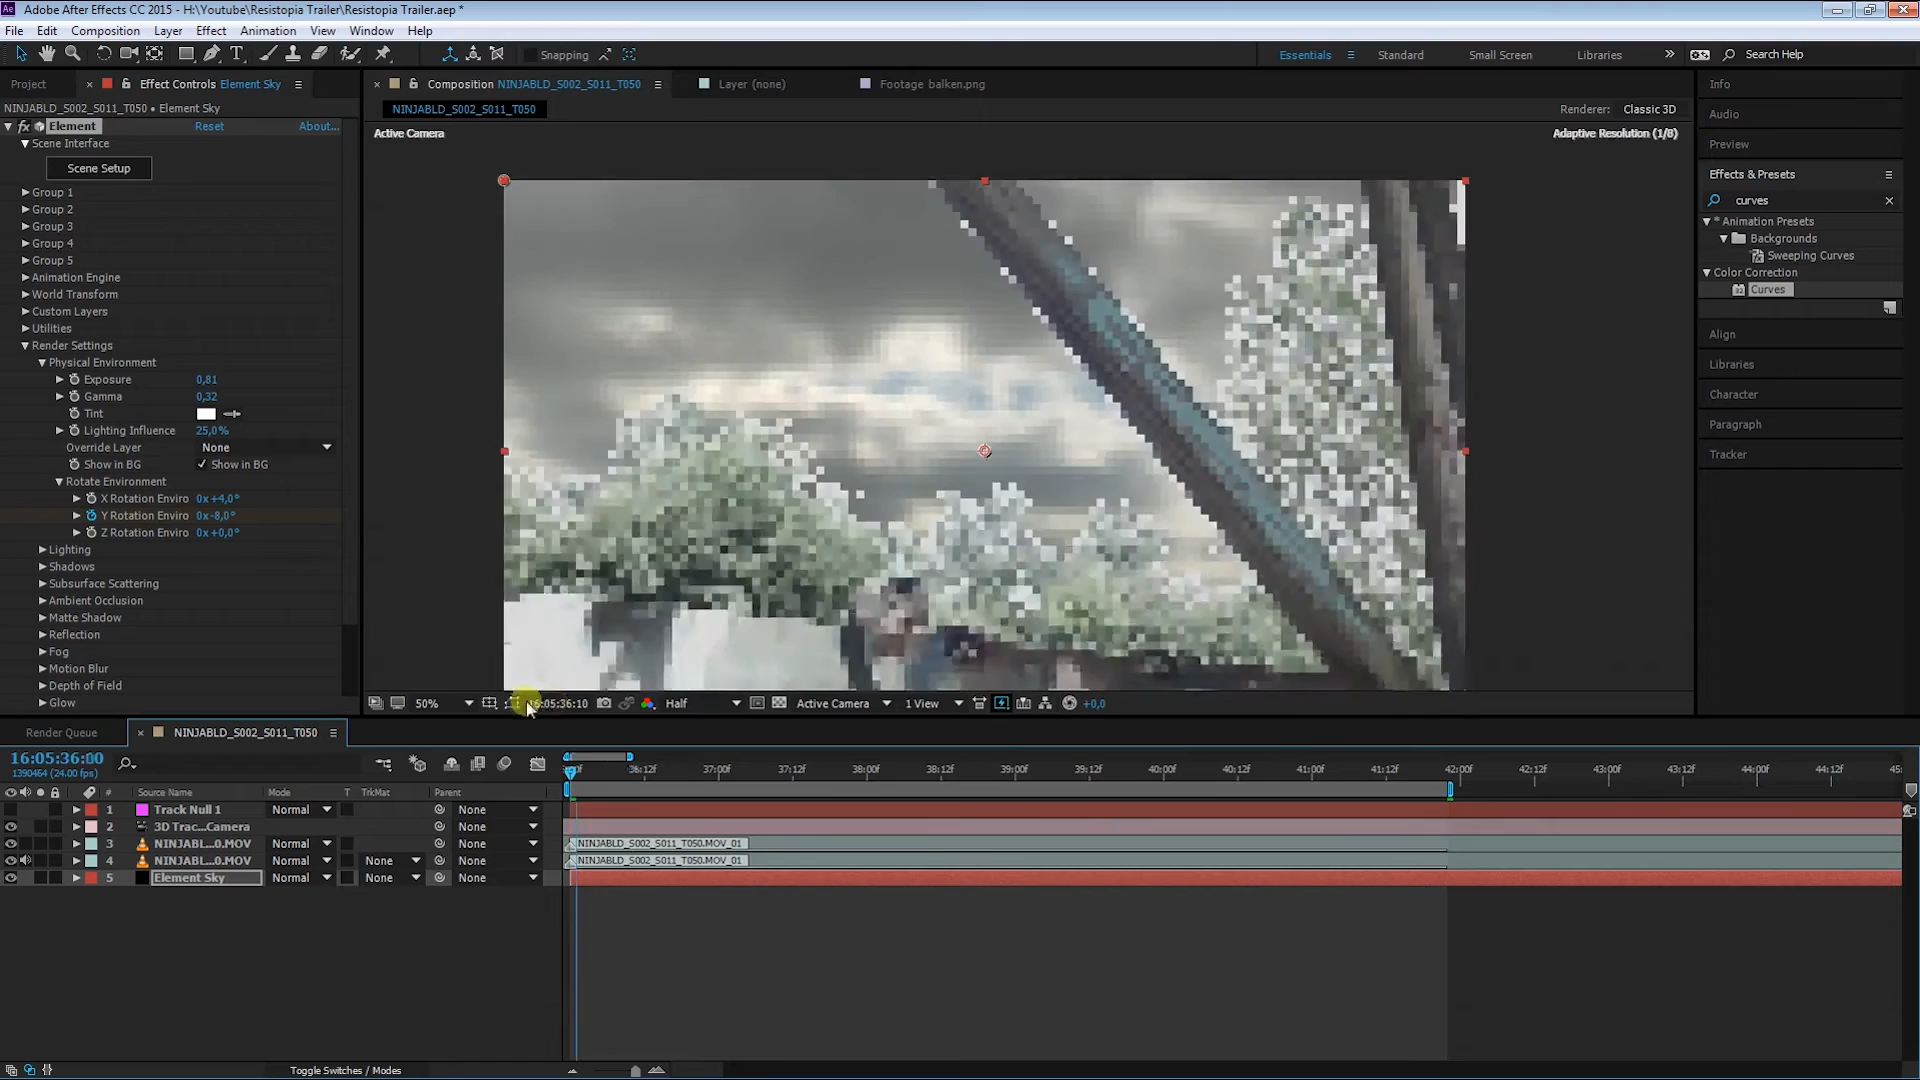 Adobe After Effects CC 2015 - H:\Youtube\Resistopia Trailer\Resistopia Trailer.aep *
File Edit Composition Layer Effect Animation View Window Help
Snapping
Essentials Standard Small Screen Libraries Search Help
Project Effect Controls Element Sky
Composition NINJABLD_S002_S011_T050 Layer (none) Footage balken.png
NINJABLD_S002_S011_T050 • Element Sky
NINJABLD_S002_S011_T050
Renderer: Classic 3D
Active Camera
Adaptive Resolution (1/8)
fx Element Reset About...
Scene Interface
Scene Setup
Group 1
Group 2
Group 3
Group 4
Group 5
Animation Engine
World Transform
Custom Layers
Utilities
Render Settings
Physical Environment
Exposure 0,81
Gamma 0,32
Tint
Lighting Influence 25,0%
Override Layer None
Show in BG Show in BG
Rotate Environment
X Rotation Enviro 0x+4,0°
Y Rotation Enviro 0x-8,0°
Z Rotation Enviro 0x+0,0°
Lighting
Shadows
Subsurface Scattering
Ambient Occlusion
Matte Shadow
Reflection
Fog
Motion Blur
Depth of Field
Glow
Info
Audio
Preview
Effects & Presets
curves
* Animation Presets
Backgrounds
Sweeping Curves
Color Correction
Curves
Align
Libraries
Character
Paragraph
Tracker
50% 16:05:36:10 Half Active Camera 1 View +0,0
Render Queue NINJABLD_S002_S011_T050
16:05:36:00
1390464 (24.00 fps)
36:12f 37:00f 37:12f 38:00f 38:12f 39:00f 39:12f 40:00f 40:12f 41:00f 41:12f 42:00f 42:12f 43:00f 43:12f 44:00f 44:12f 45:
# Source Name Mode T TrkMat Parent
1 Track Null 1 Normal None
2 3D Trac...Camera None
3 NINJABL...0.MOV Normal None
NINJABLD_S002_S011_T050.MOV_01
4 NINJABL...0.MOV Normal None None
NINJABLD_S002_S011_T050.MOV_01
5 Element Sky Normal None None
Toggle Switches / Modes